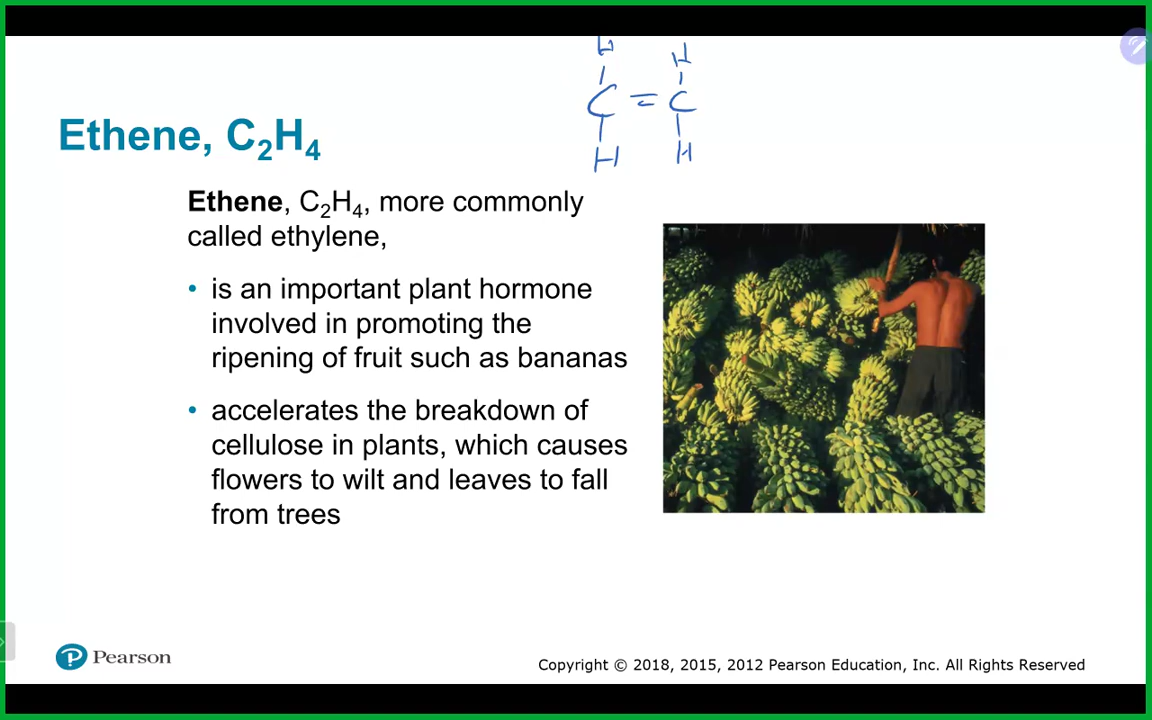 H H
C = C
H H
Ethene, C₂H₄
Ethene, C₂H₄, more commonly
called ethylene,
• is an important plant hormone
involved in promoting the
ripening of fruit such as bananas
• accelerates the breakdown of
cellulose in plants, which causes
flowers to wilt and leaves to fall
from trees
P Pearson
Copyright © 2018, 2015, 2012 Pearson Education, Inc. All Rights Reserved